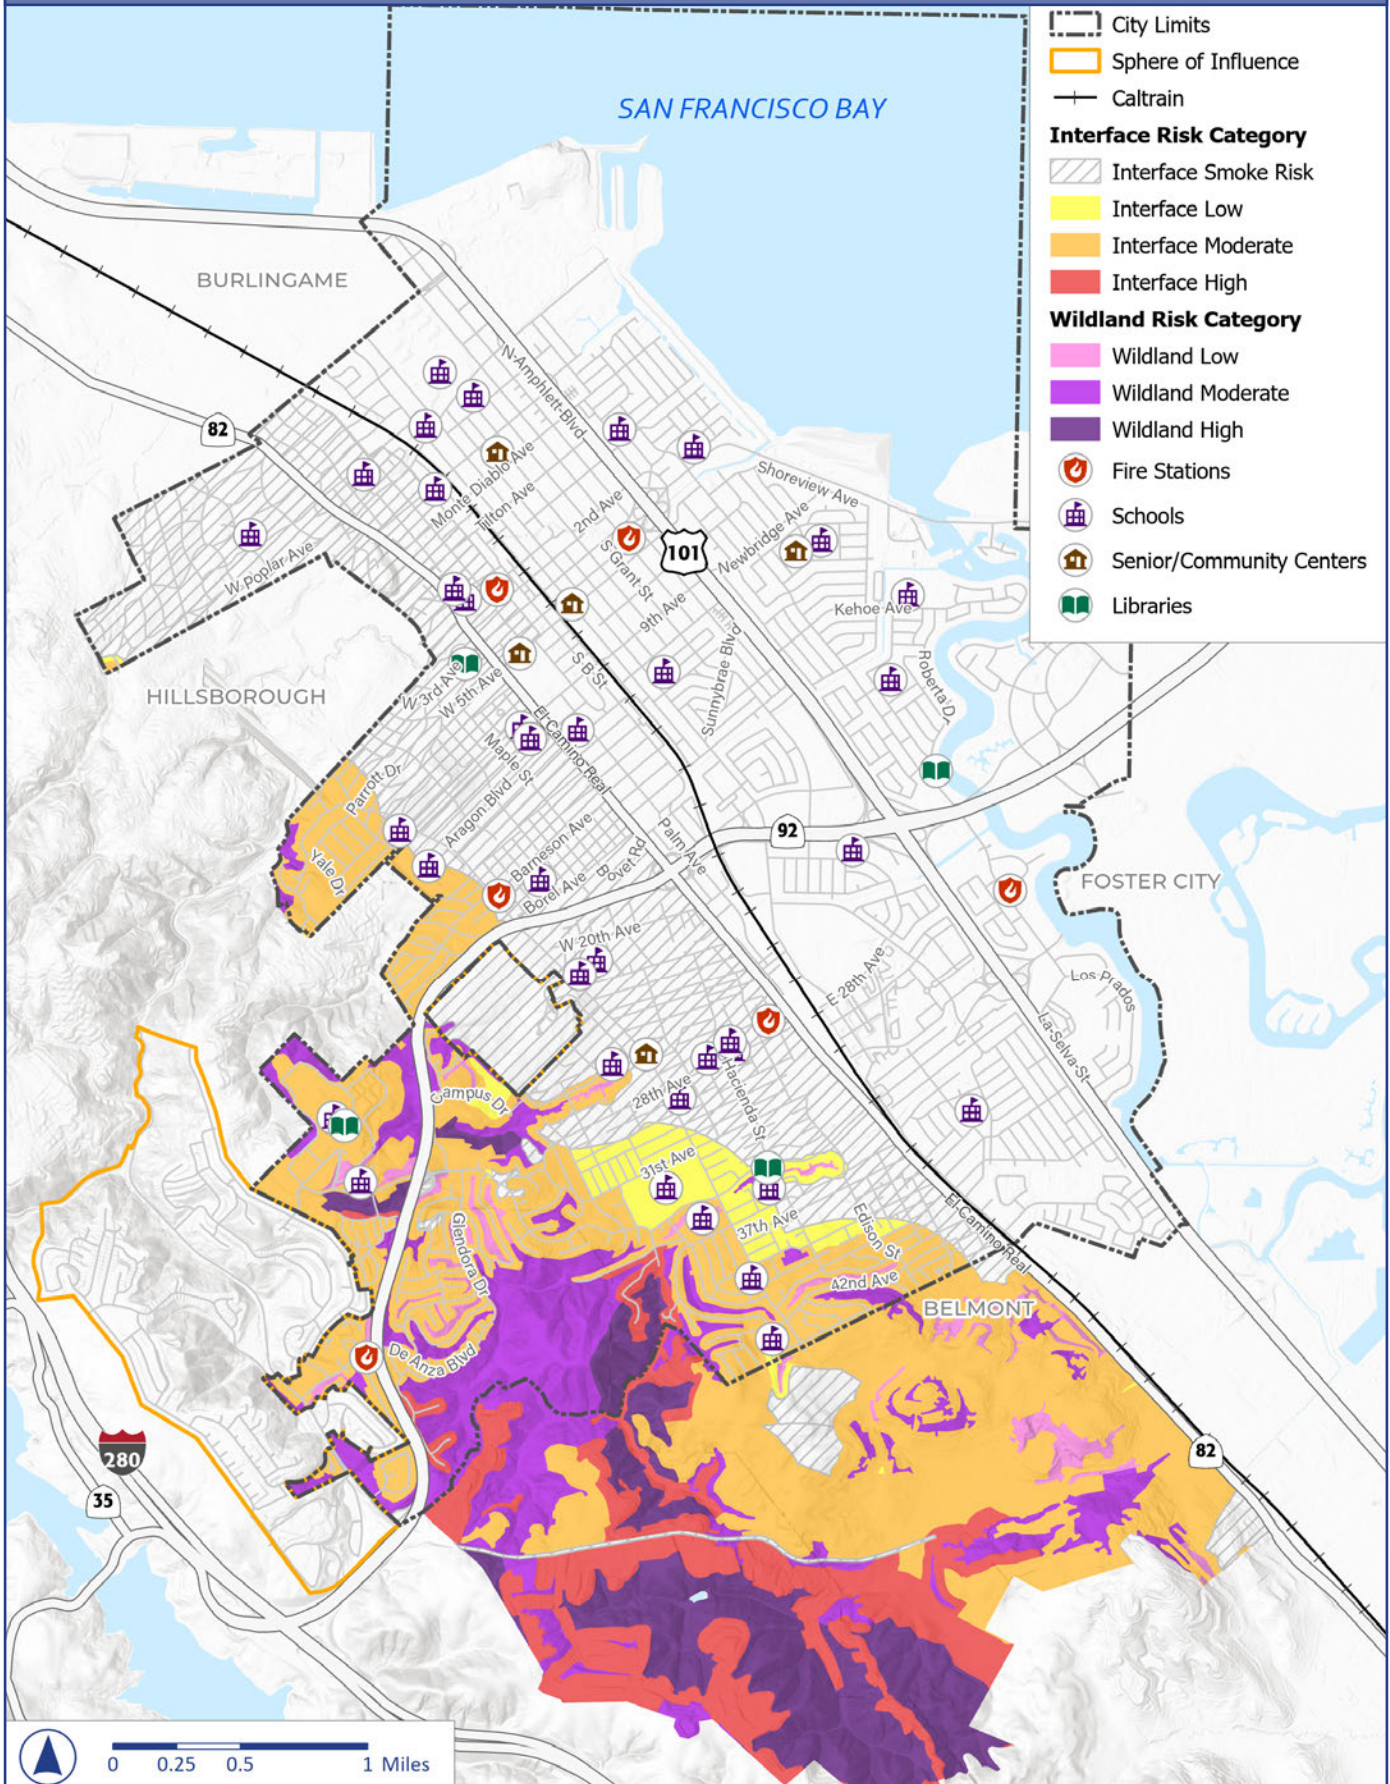 City Limits
Sphere of Influence
Caltrain
Interface Risk Category
Interface Smoke Risk
Interface Low
Interface Moderate
Interface High
Wildland Risk Category
Wildland Low
Wildland Moderate
Wildland High
Fire Stations
Schools
Senior/Community Centers
Libraries
SAN FRANCISCO BAY
BURLINGAME
N Amphlett Blvd
82
Monte Diablo Ave
Tilton Ave
2nd Ave
Shoreview Ave
101
Newbridge Ave
W Poplar Ave
S Grant St
9th Ave
Kehoe Ave
Sunnybrae Blvd
Roberta Dr
HILLSBOROUGH
W 3rd Ave
W 5th Ave
S B St
El Camino Real
Maple St
Parrott Dr
Aragon Blvd
Barneson Ave
Bovet Rd
Palm Ave
92
Yale Dr
Borel Ave
FOSTER CITY
W 20th Ave
E 28th Ave
Los Prados
La Selva St
Campus Dr
28th Ave
Hacienda St
31st Ave
37th Ave
Edison St
El Camino Real
Glendora Dr
42nd Ave
BELMONT
De Anza Blvd
280
35
82
0 0.25 0.5 1 Miles